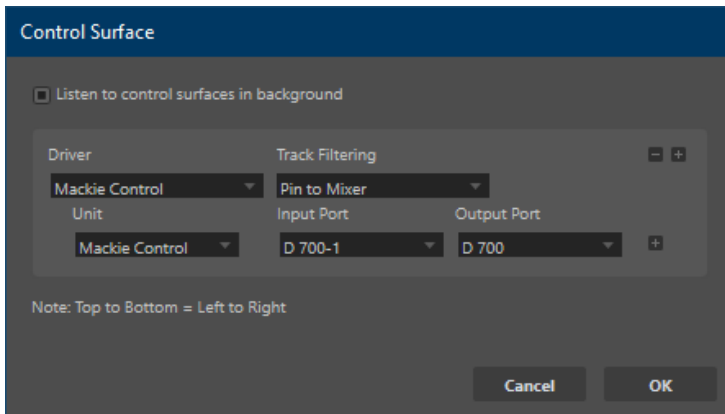 Control Surface
Listen to control surfaces in background
Driver Track Filtering
Mackie Control Pin to Mixer
Unit Input Port Output Port
Mackie Control D 700-1 D 700
Note: Top to Bottom = Left to Right
Cancel OK